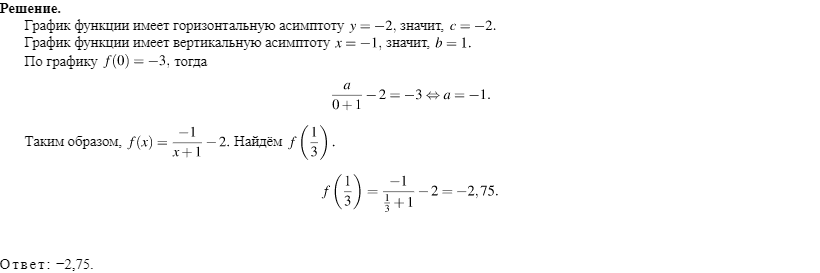 Решение.
График функции имеет горизонтальную асимптоту y = −2, значит, c = −2.
График функции имеет вертикальную асимптоту x = −1, значит, b = 1.
По графику f(0) = −3, тогда
a/(0+1) − 2 = −3 ⇔ a = −1.
Таким образом, f(x) = −1/(x+1) − 2. Найдём f(1/3).
f(1/3) = −1/(1/3 + 1) − 2 = −2,75.
Ответ: −2,75.